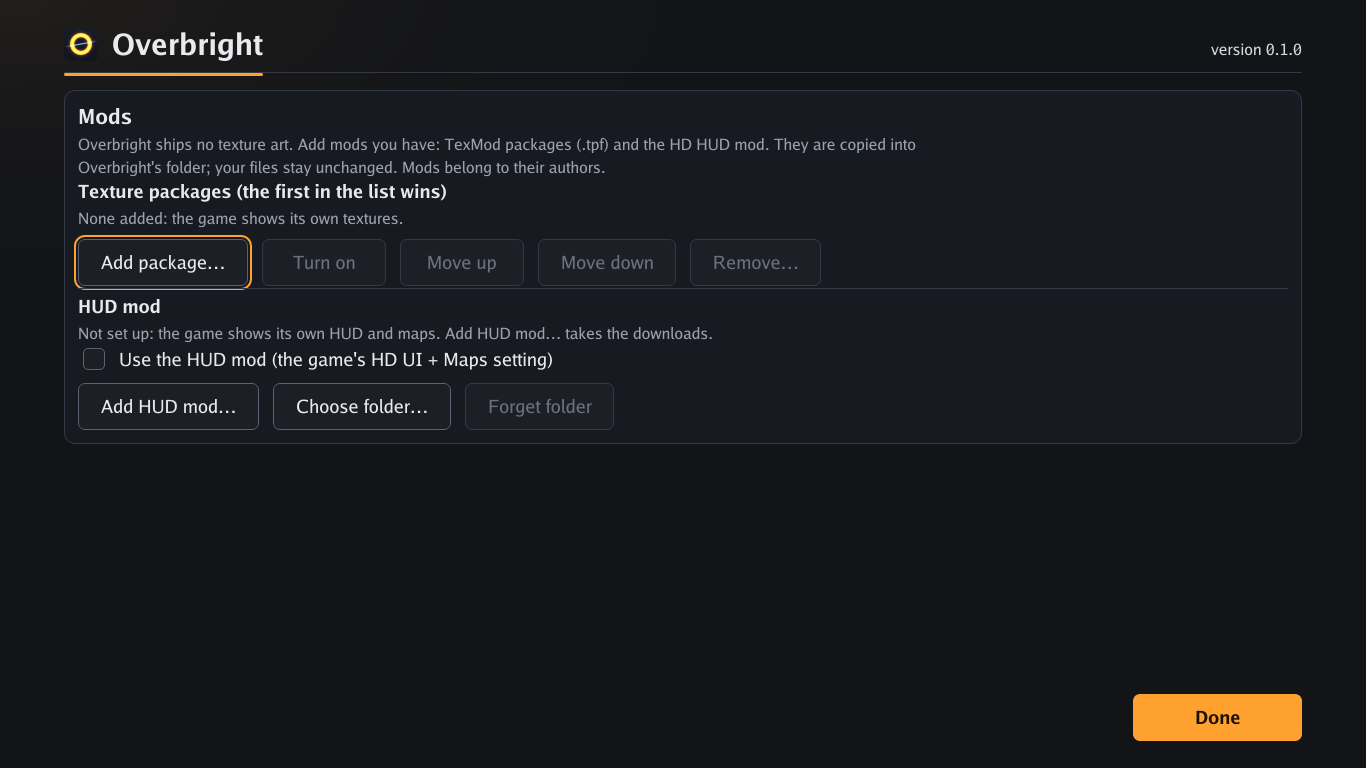 Overbright
version 0.1.0
Mods
Overbright ships no texture art. Add mods you have: TexMod packages (.tpf) and the HD HUD mod. They are copied into
Overbright's folder; your files stay unchanged. Mods belong to their authors.
Texture packages (the first in the list wins)
None added: the game shows its own textures.
Add package…
Turn on
Move up
Move down
Remove…
HUD mod
Not set up: the game shows its own HUD and maps. Add HUD mod… takes the downloads.
Use the HUD mod (the game's HD UI + Maps setting)
Add HUD mod…
Choose folder…
Forget folder
Done